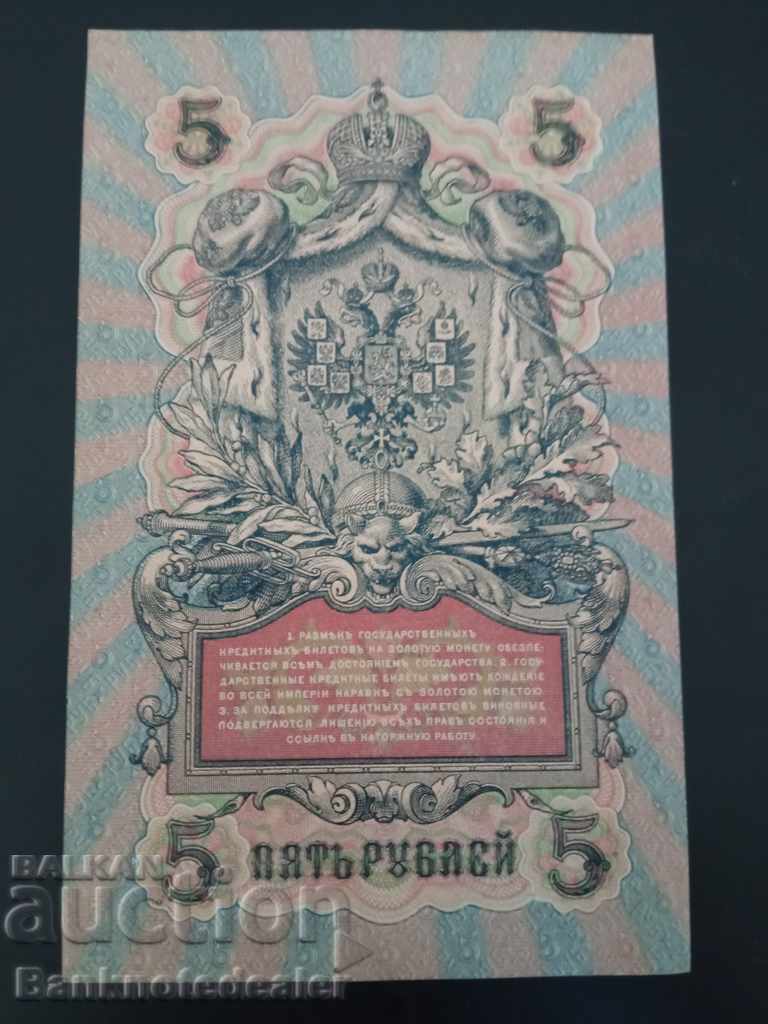 5 5
1. РАЗМѢНЪ ГОСУДАРСТВЕННЫХЪ
КРЕДИТНЫХЪ БИЛЕТОВЪ НА ЗОЛОТУЮ МОНЕТУ ОБЕЗПЕ-
ЧИВАЕТСЯ ВСѢМЪ ДОСТОЯНІЕМЪ ГОСУДАРСТВА. 2. ГОСУ-
ДАРСТВЕННЫЕ КРЕДИТНЫЕ БИЛЕТЫ ИМѢЮТЪ ХОЖДЕНІЕ
ВО ВСЕЙ ИМПЕРІИ НАРАВНѢ СЪ ЗОЛОТОЮ МОНЕТОЮ.
3. ЗА ПОДДѢЛКУ КРЕДИТНЫХЪ БИЛЕТОВЪ ВИНОВНЫЕ
ПОДВЕРГАЮТСЯ ЛИШЕНІЮ ВСѢХЪ ПРАВЪ СОСТОЯНІЯ И
ССЫЛКѢ ВЪ КАТОРЖНУЮ РАБОТУ.
5 ПЯТЬ РУБЛЕЙ 5
BALKAN
auction
Banknotedealer